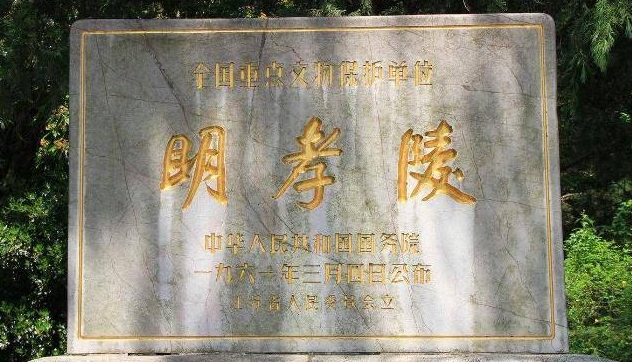 全国重点文物保护单位
明孝陵
中华人民共和国国务院
一九六一年三月四日公布
江苏省人民委员会立